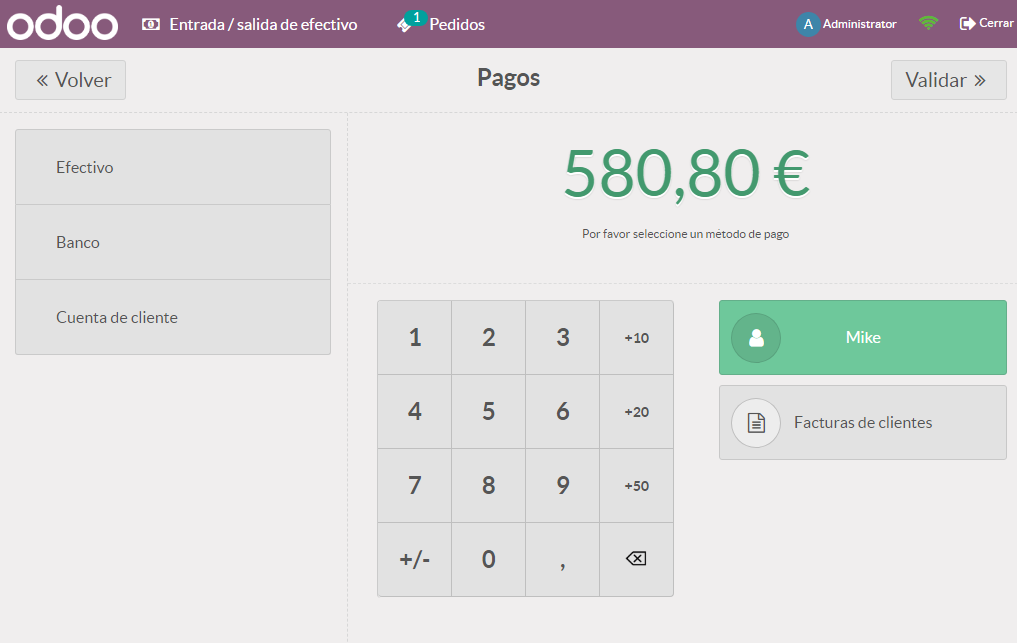 odoo
Entrada / salida de efectivo
1
Pedidos
A
Administrator
Cerrar
« Volver
Pagos
Validar »
Efectivo
Banco
Cuenta de cliente
580,80 €
Por favor seleccione un método de pago
1 2 3 +10
4 5 6 +20
7 8 9 +50
+/- 0 ,
Mike
Facturas de clientes